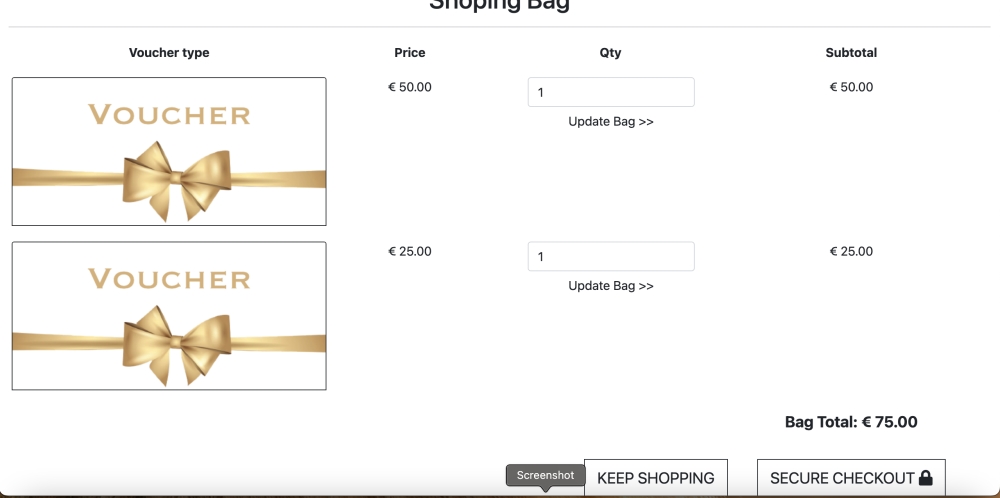 Shoping Bag
Voucher type Price Qty Subtotal
VOUCHER
€ 50.00
1
€ 50.00
Update Bag >>
VOUCHER
€ 25.00
1
€ 25.00
Update Bag >>
Bag Total: € 75.00
Screenshot
KEEP SHOPPING
SECURE CHECKOUT